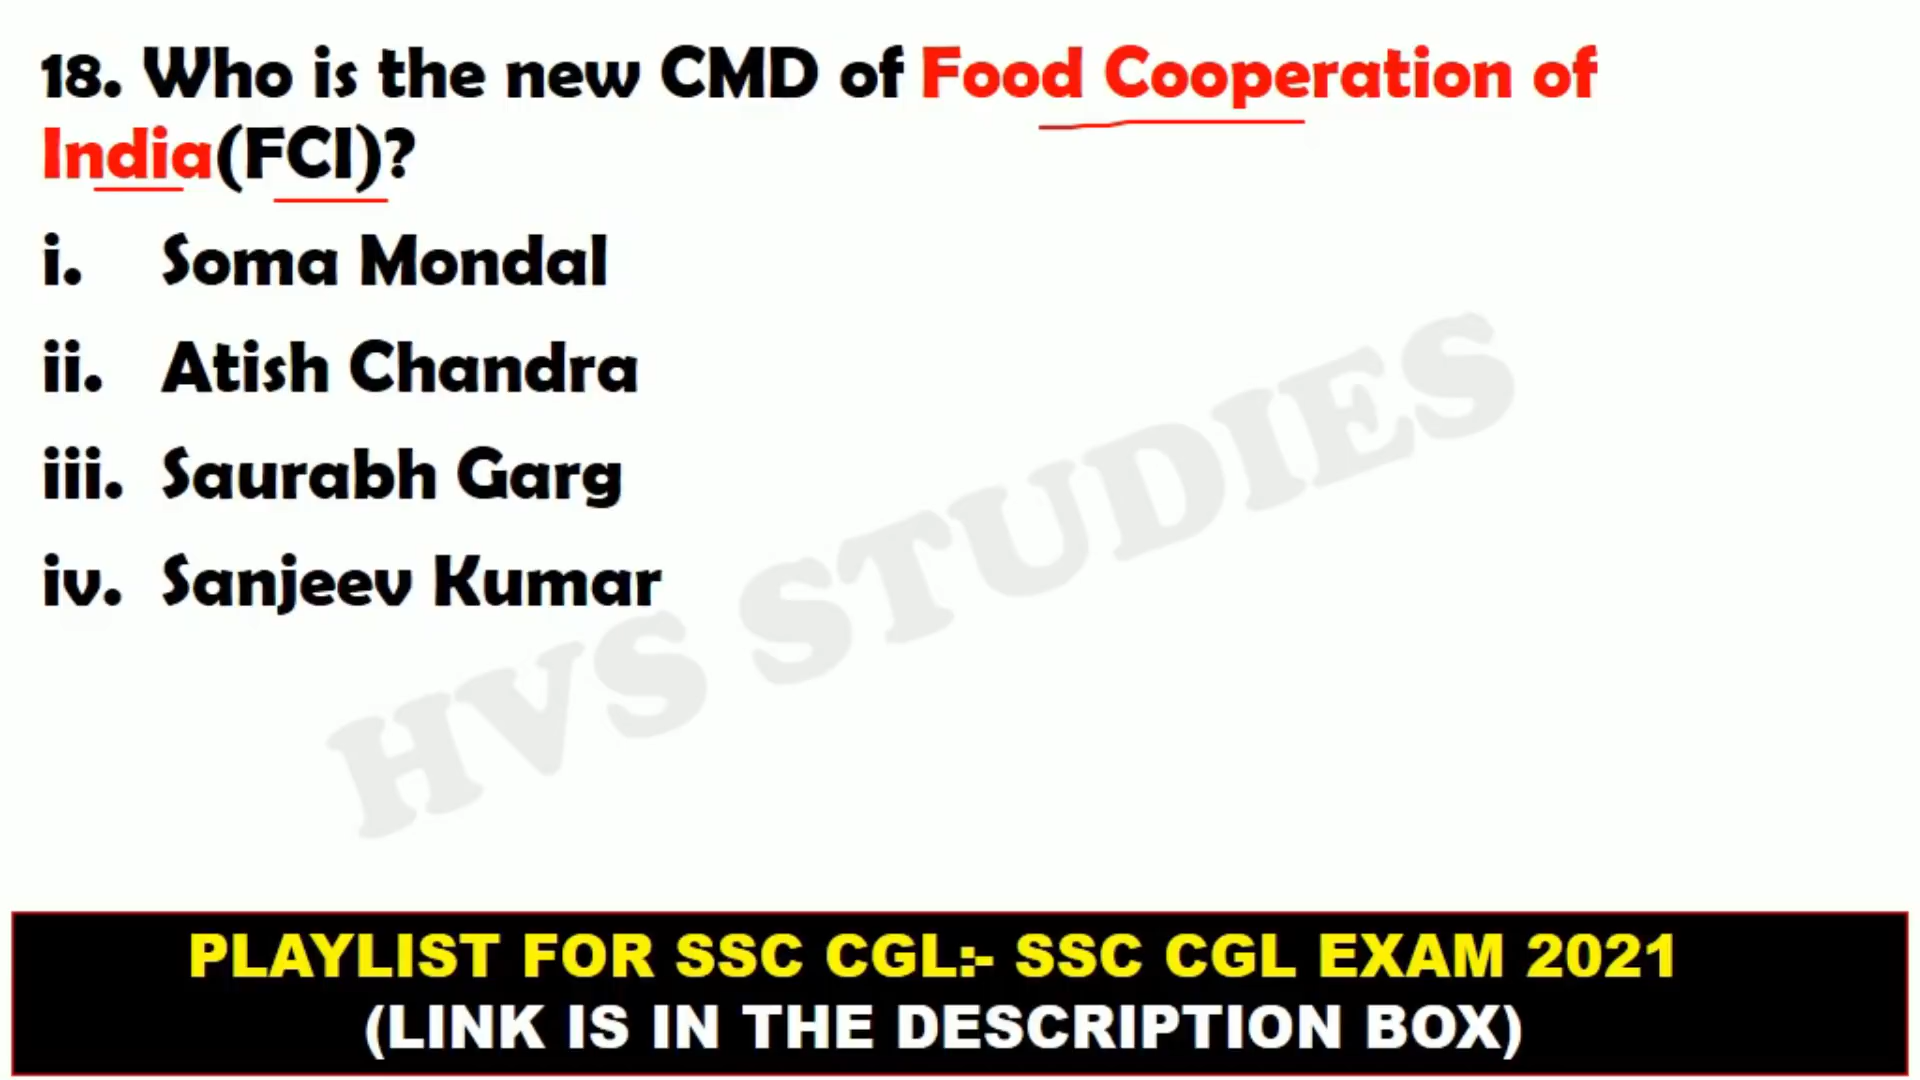 18. Who is the new CMD of Food Cooperation of
India(FCI)?
i. Soma Mondal
ii. Atish Chandra
iii. Saurabh Garg
iv. Sanjeev Kumar
HVS STUDIES
PLAYLIST FOR SSC CGL:- SSC CGL EXAM 2021
(LINK IS IN THE DESCRIPTION BOX)